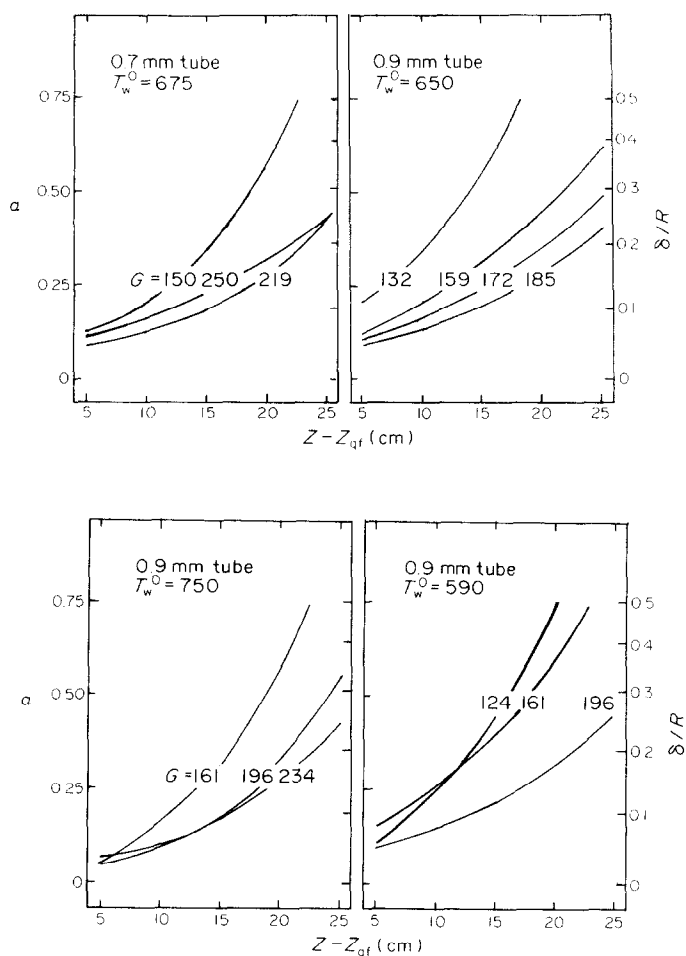 0.7 mm tube
T_w^0 = 675
0.9 mm tube
T_w^0 = 650
0.75
0.50
0.25
0
a
G = 150 250 219
132 159 172 185
0.5
0.4
0.3
0.2
0.1
0
δ/R
5 10 15 20 25
5 10 15 20 25
Z − Z_qf (cm)
0.9 mm tube
T_w^0 = 750
0.9 mm tube
T_w^0 = 590
0.75
0.50
0.25
0
a
G = 161 196 234
124 161 196
0.5
0.4
0.3
0.2
0.1
0
δ/R
5 10 15 20 25
5 10 15 20 25
Z − Z_qf (cm)